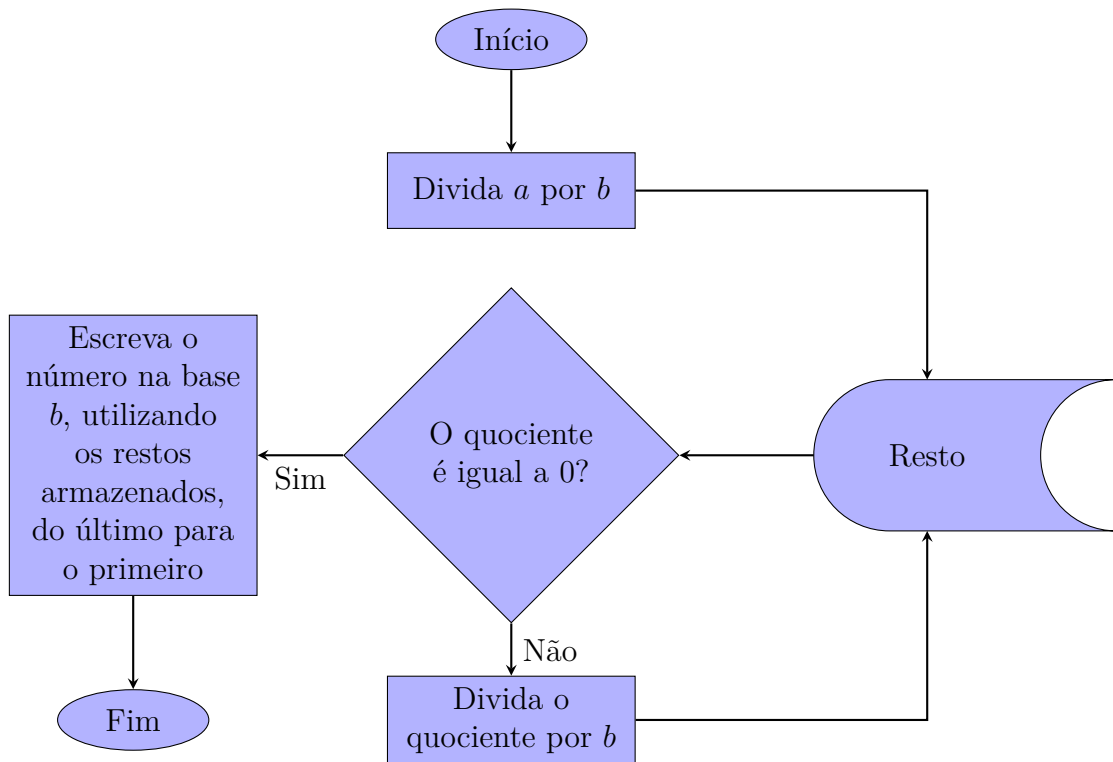 Início
Divida a por b
Resto
O quociente
é igual a 0?
Sim
Escreva o
número na base
b, utilizando
os restos
armazenados,
do último para
o primeiro
Não
Divida o
quociente por b
Fim